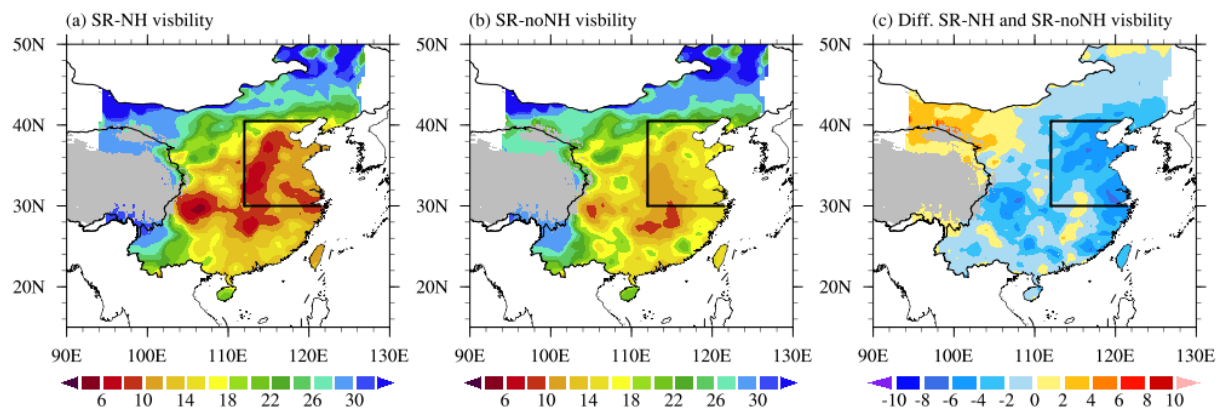 (a) SR-NH visbility
(b) SR-noNH visbility
(c) Diff. SR-NH and SR-noNH visbility
50N
40N
30N
20N
90E 100E 110E 120E 130E
6 10 14 18 22 26 30
50N
40N
30N
20N
90E 100E 110E 120E 130E
6 10 14 18 22 26 30
50N
40N
30N
20N
90E 100E 110E 120E 130E
-10 -8 -6 -4 -2 0 2 4 6 8 10